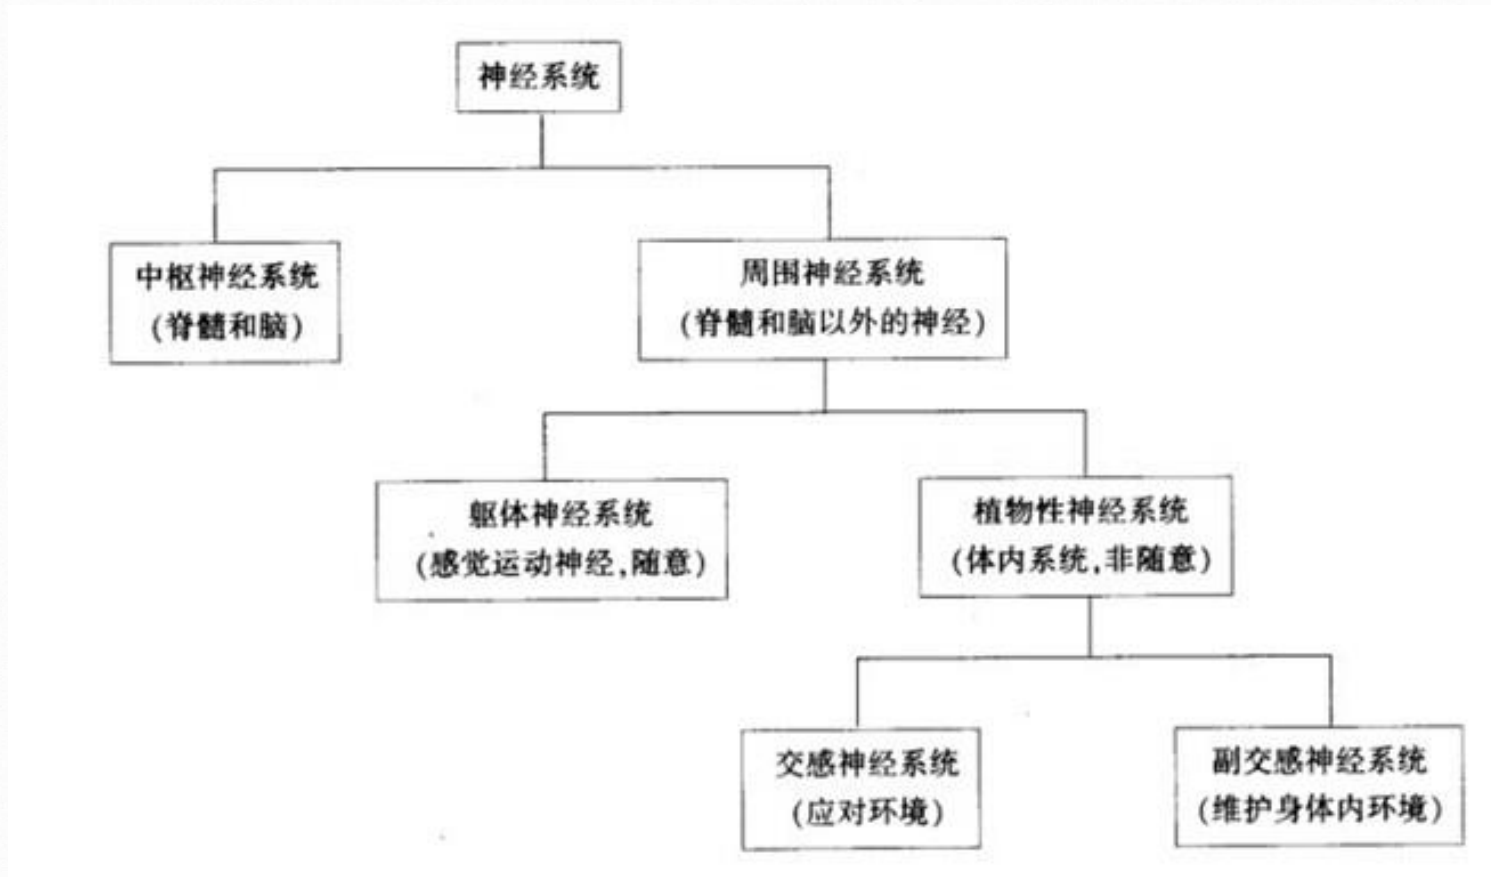 神经系统
中枢神经系统
(脊髓和脑)
周围神经系统
(脊髓和脑以外的神经)
躯体神经系统
(感觉运动神经,随意)
植物性神经系统
(体内系统,非随意)
交感神经系统
(应对环境)
副交感神经系统
(维护身体内环境)